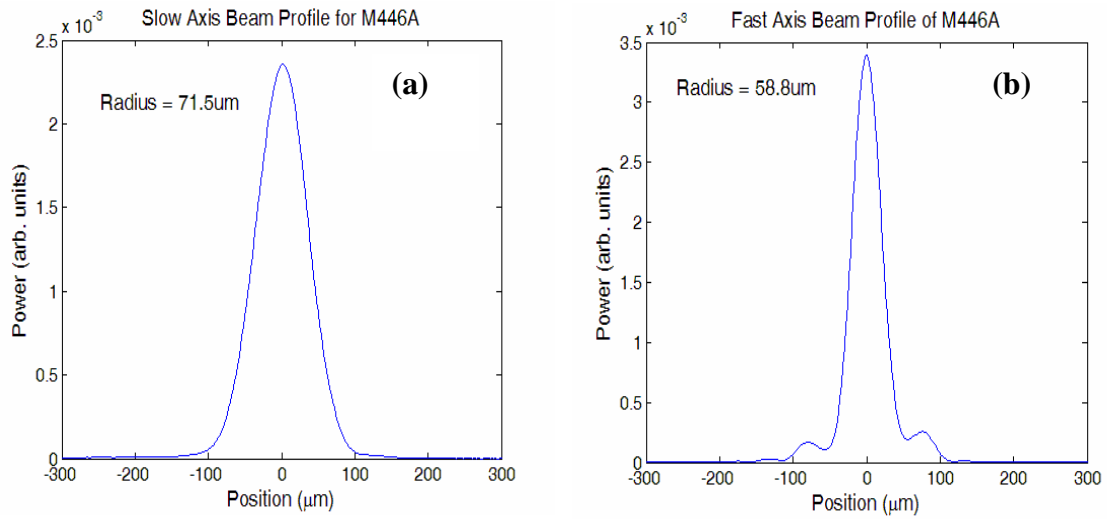 Slow Axis Beam Profile for M446A
x 10⁻³
2.5
2
1.5
1
0.5
0
-300
-200
-100
0
100
200
300
Power (arb. units)
Position (μm)
Radius = 71.5um
(a)
Fast Axis Beam Profile of M446A
x 10⁻³
3.5
3
2.5
2
1.5
1
0.5
0
-300
-200
-100
0
100
200
300
Power (arb. units)
Position (μm)
Radius = 58.8um
(b)